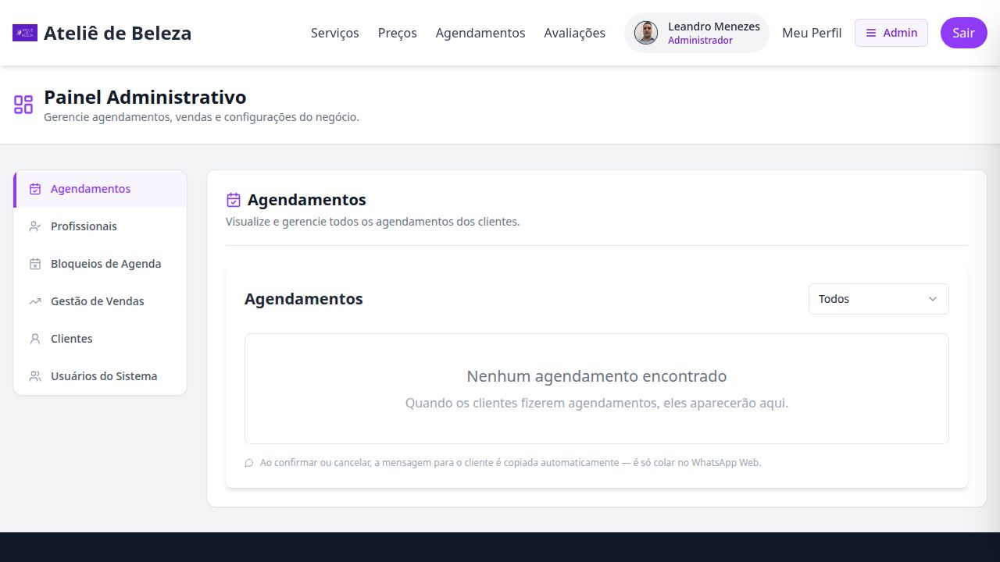 Ateliê de Beleza
Serviços
Preços
Agendamentos
Avaliações
Leandro Menezes
Administrador
Meu Perfil
Admin
Sair
Painel Administrativo
Gerencie agendamentos, vendas e configurações do negócio.
Agendamentos
Profissionais
Bloqueios de Agenda
Gestão de Vendas
Clientes
Usuários do Sistema
Agendamentos
Visualize e gerencie todos os agendamentos dos clientes.
Agendamentos
Todos
Nenhum agendamento encontrado
Quando os clientes fizerem agendamentos, eles aparecerão aqui.
Ao confirmar ou cancelar, a mensagem para o cliente é copiada automaticamente — é só colar no WhatsApp Web.